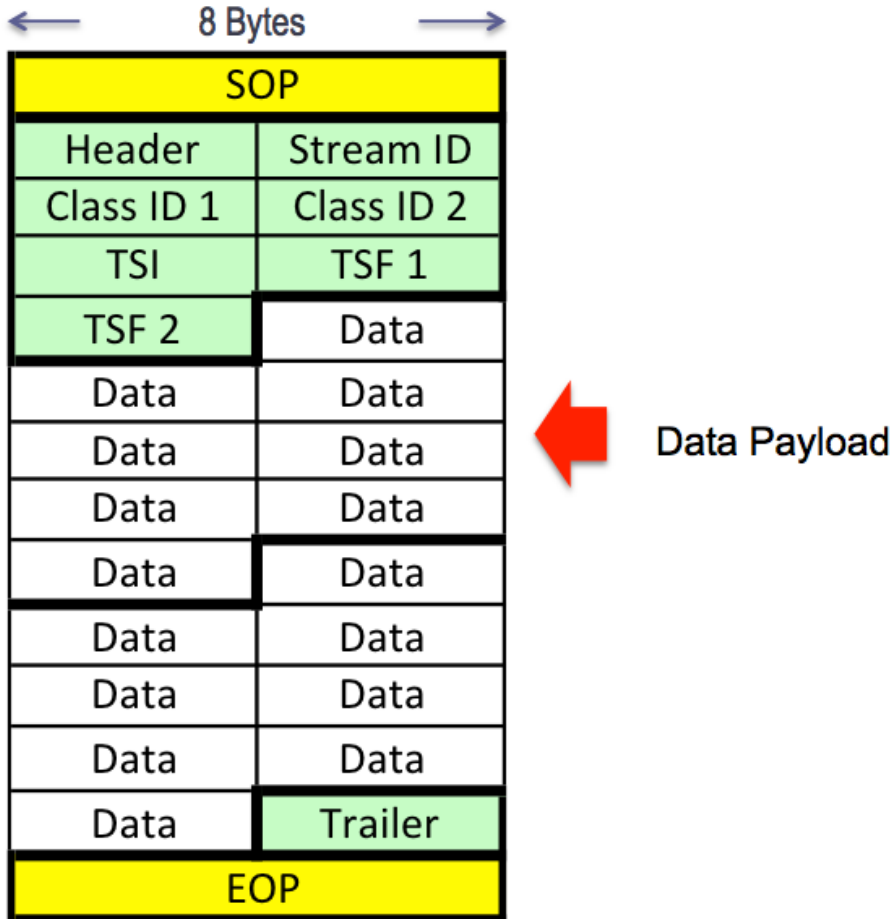 8 Bytes
SOP
Header Stream ID
Class ID 1 Class ID 2
TSI TSF 1
TSF 2 Data
Data Data
Data Data
Data Data
Data Data
Data Data
Data Data
Data Data
Data Trailer
EOP
Data Payload